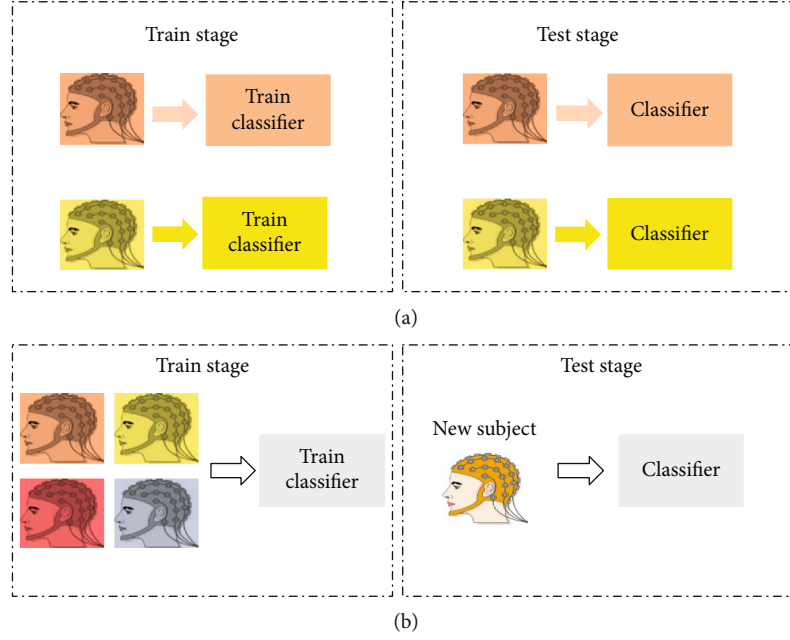 Train stage
Test stage
Train
classifier
Classifier
Train
classifier
Classifier
(a)
Train stage
Test stage
New subject
Train
classifier
Classifier
(b)